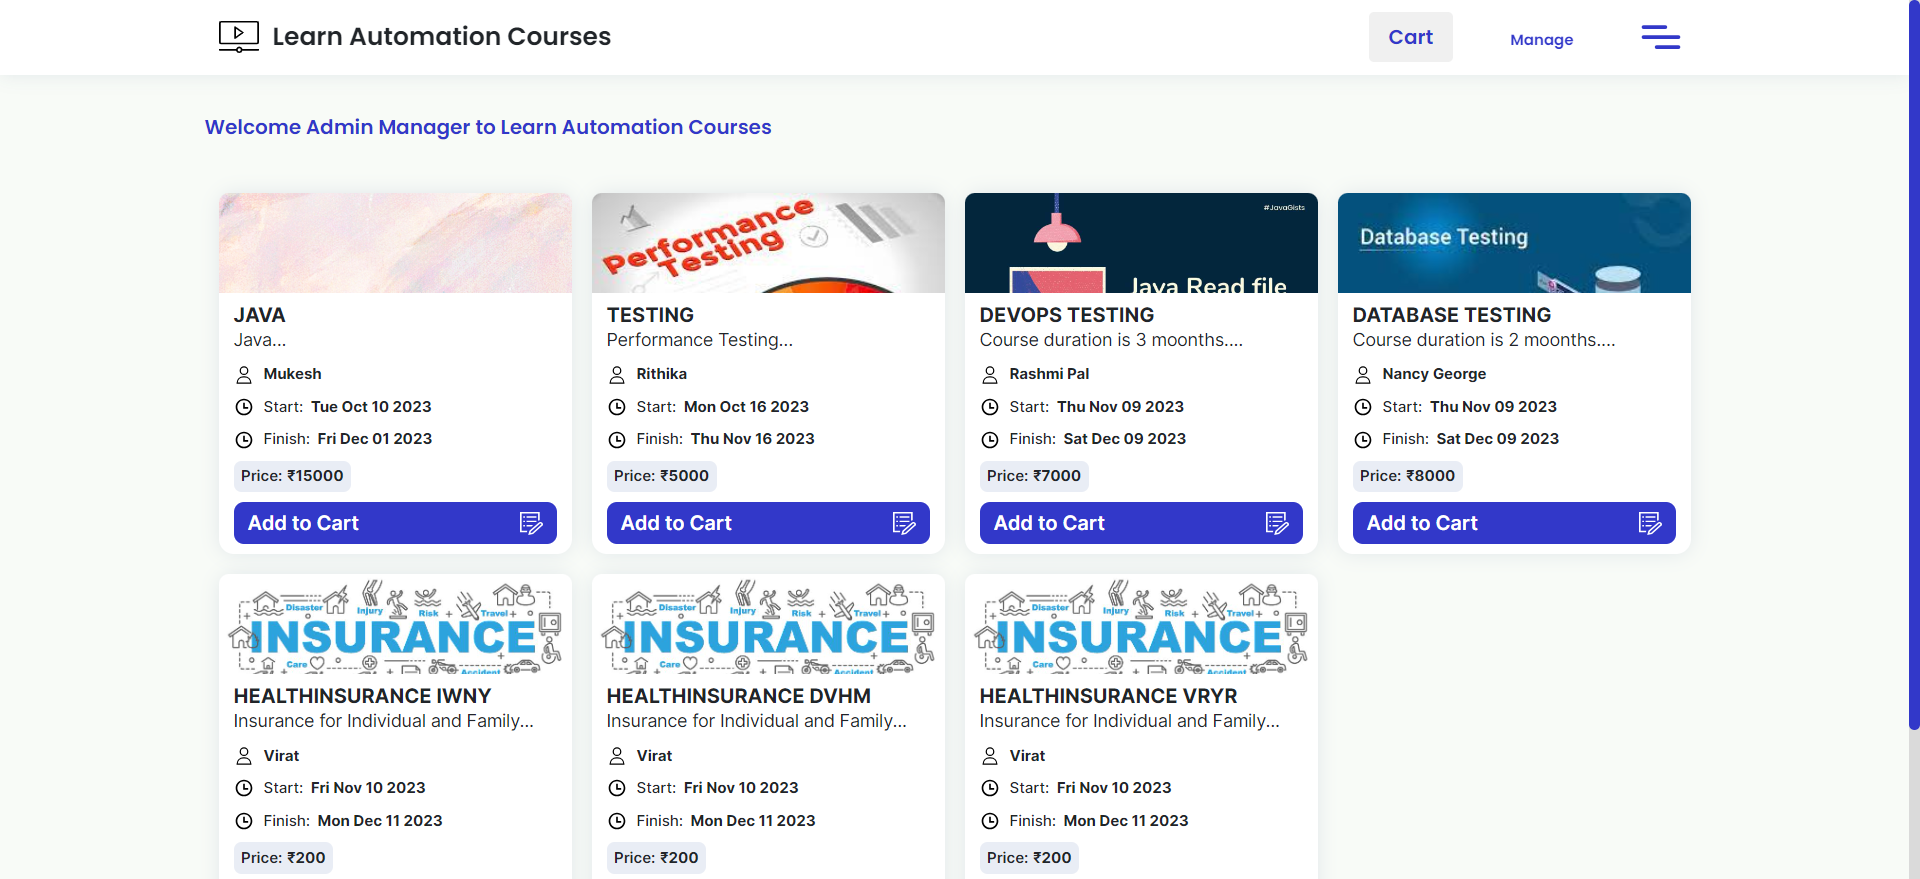 Learn Automation Courses
Cart
Manage
Welcome Admin Manager to Learn Automation Courses
JAVA
Java...
Mukesh
Start: Tue Oct 10 2023
Finish: Fri Dec 01 2023
Price: ₹15000
Add to Cart
Performance
Testing
TESTING
Performance Testing...
Rithika
Start: Mon Oct 16 2023
Finish: Thu Nov 16 2023
Price: ₹5000
Add to Cart
#JavaGists
Java Read file
DEVOPS TESTING
Course duration is 3 moonths....
Rashmi Pal
Start: Thu Nov 09 2023
Finish: Sat Dec 09 2023
Price: ₹7000
Add to Cart
Database Testing
DATABASE TESTING
Course duration is 2 moonths....
Nancy George
Start: Thu Nov 09 2023
Finish: Sat Dec 09 2023
Price: ₹8000
Add to Cart
Disaster Injury Risk Travel
INSURANCE
Care Accident
HEALTHINSURANCE IWNY
Insurance for Individual and Family...
Virat
Start: Fri Nov 10 2023
Finish: Mon Dec 11 2023
Price: ₹200
Disaster Injury Risk Travel
INSURANCE
Care Accident
HEALTHINSURANCE DVHM
Insurance for Individual and Family...
Virat
Start: Fri Nov 10 2023
Finish: Mon Dec 11 2023
Price: ₹200
Disaster Injury Risk Travel
INSURANCE
Care Accident
HEALTHINSURANCE VRYR
Insurance for Individual and Family...
Virat
Start: Fri Nov 10 2023
Finish: Mon Dec 11 2023
Price: ₹200